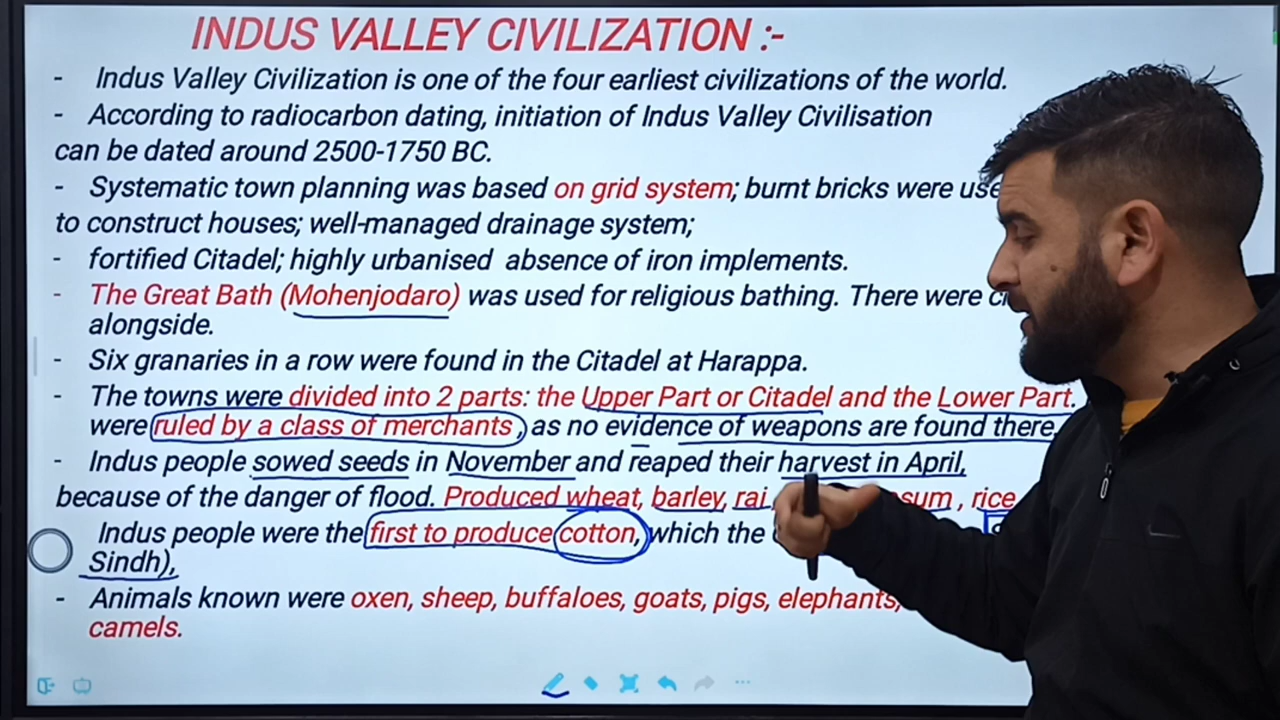 INDUS VALLEY CIVILIZATION :-
- Indus Valley Civilization is one of the four earliest civilizations of the world.
- According to radiocarbon dating, initiation of Indus Valley Civilisation
can be dated around 2500-1750 BC.
- Systematic town planning was based on grid system; burnt bricks were
to construct houses; well-managed drainage system;
- fortified Citadel; highly urbanised absence of iron implements.
- The Great Bath (Mohenjodaro) was used for religious bathing. There were
alongside.
- Six granaries in a row were found in the Citadel at Harappa.
- The towns were divided into 2 parts: the Upper Part or Citadel and the Lower Part.
were ruled by a class of merchants, as no evidence of weapons are found there,
- Indus people sowed seeds in November and reaped their harvest in April,
because of the danger of flood. Produced wheat, barley, rai, rice
Indus people were the first to produce cotton, which the
Sindh),
- Animals known were oxen, sheep, buffaloes, goats, pigs, elephants,
camels.